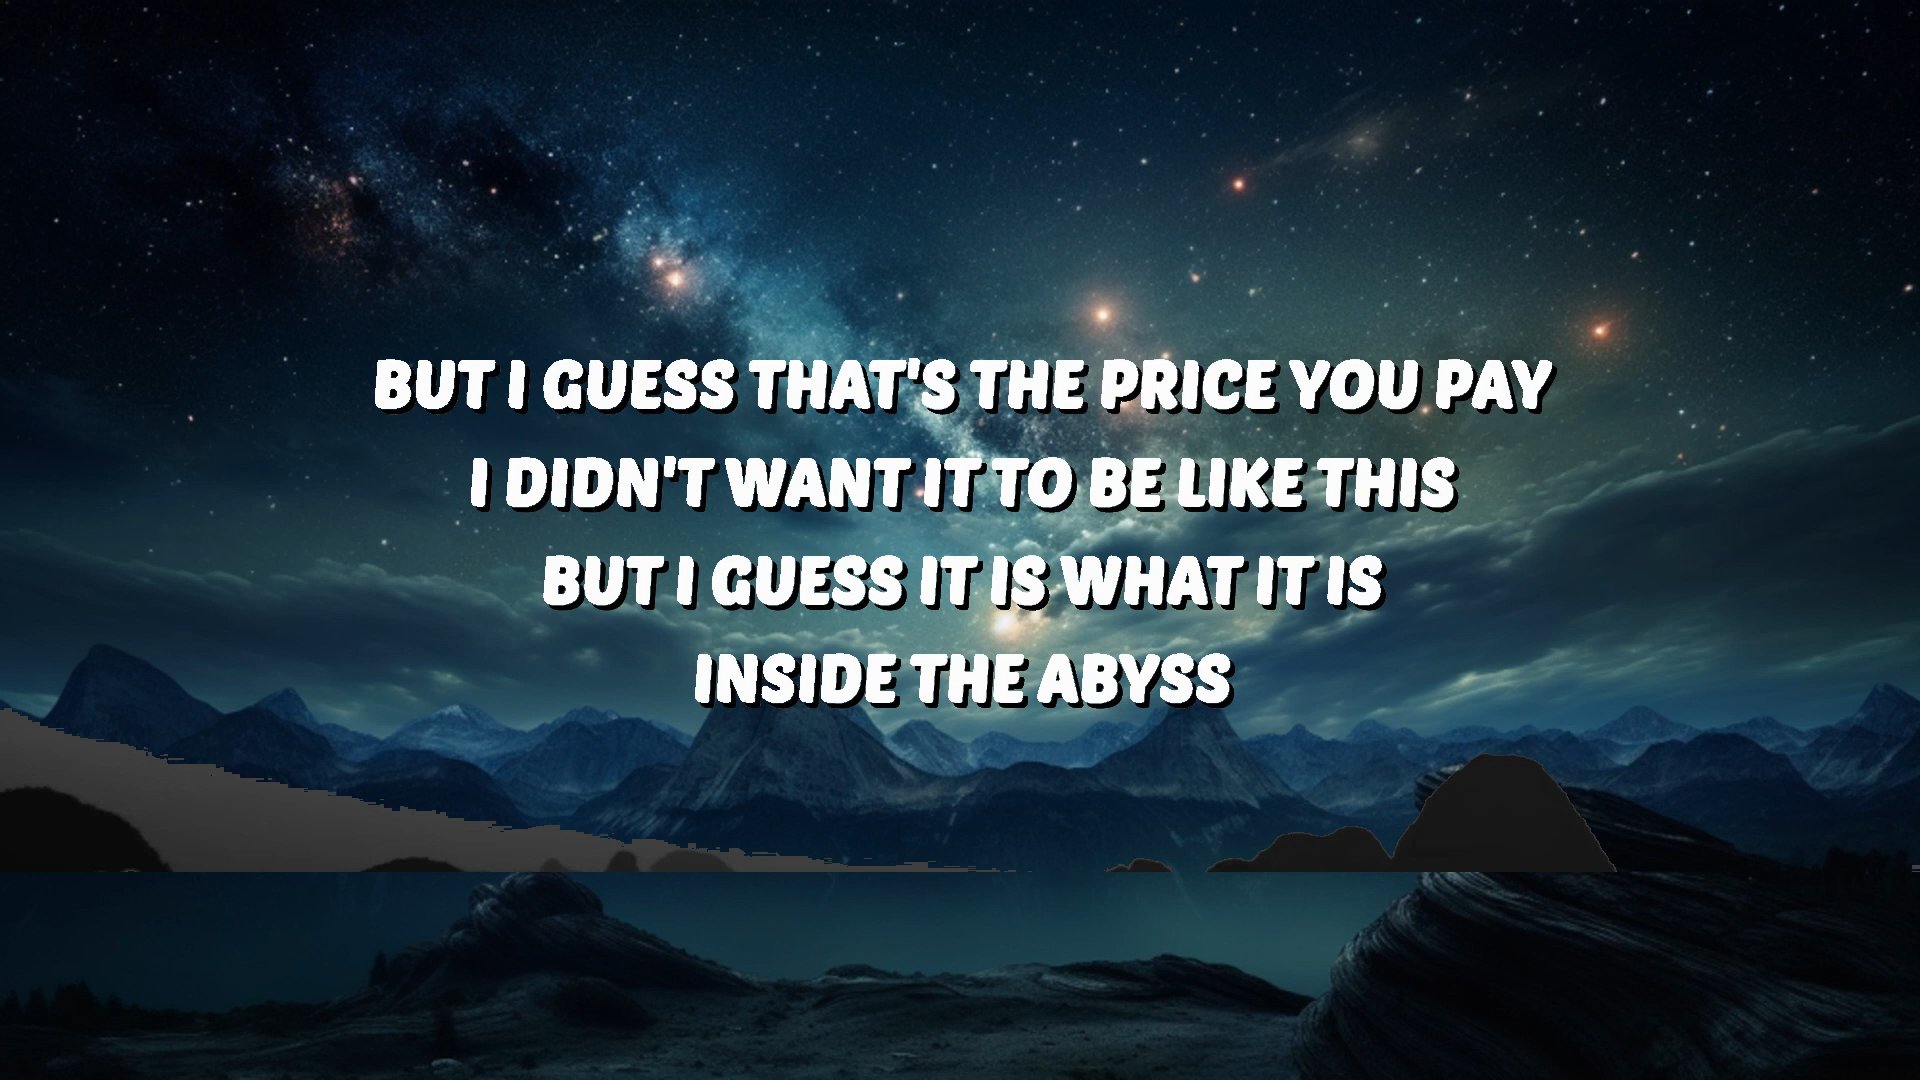 BUT I GUESS THAT'S THE PRICE YOU PAY
I DIDN'T WANT IT TO BE LIKE THIS
BUT I GUESS IT IS WHAT IT IS
INSIDE THE ABYSS